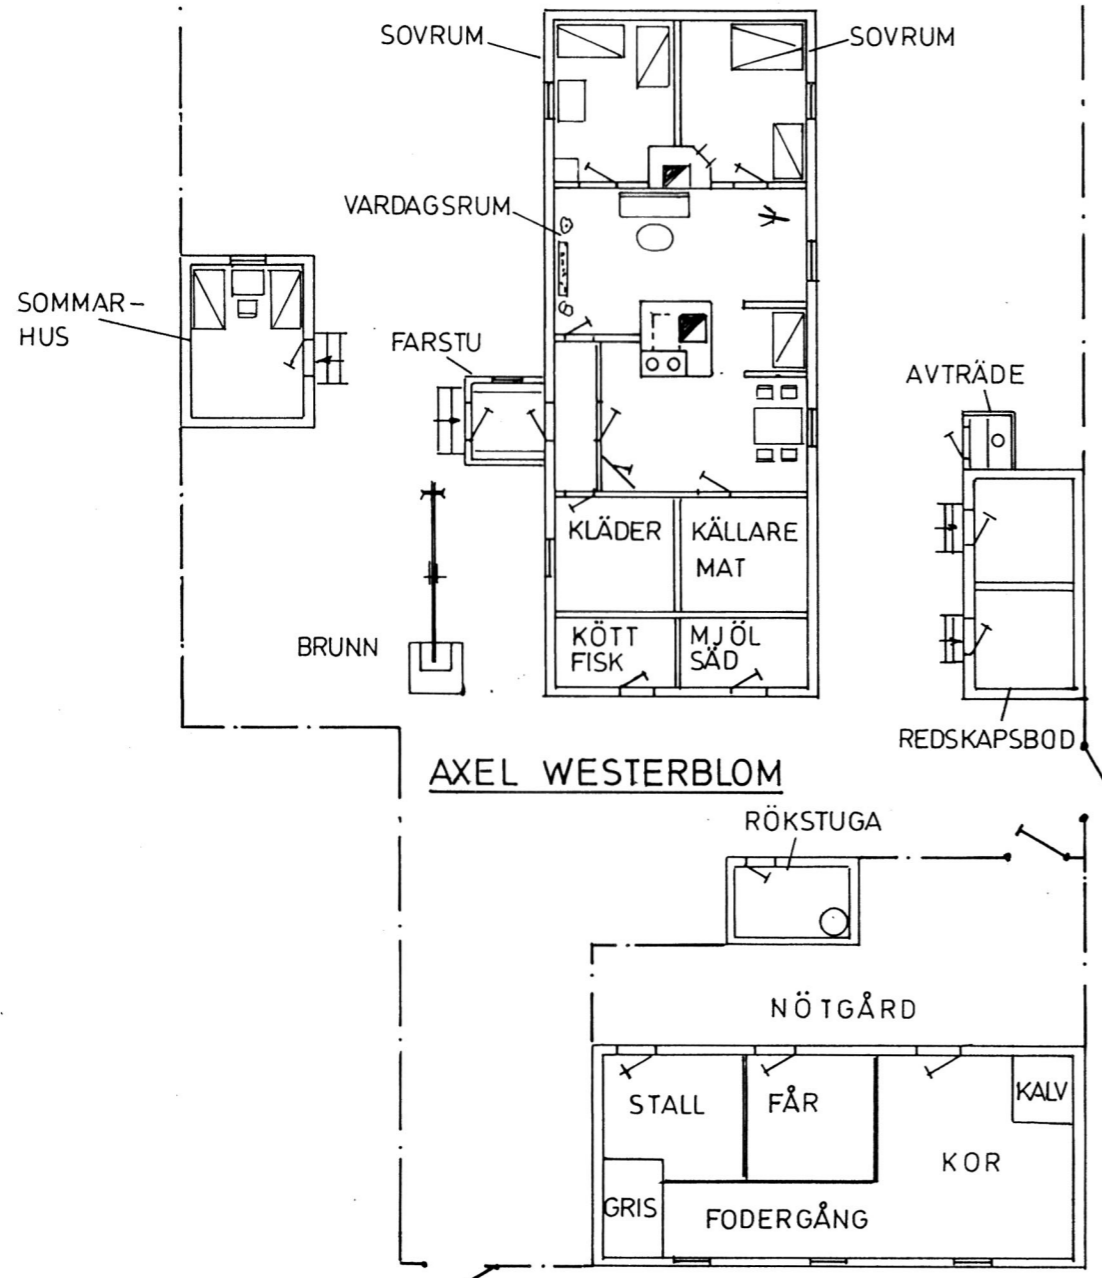 SOVRUM
SOVRUM
VARDAGSRUM
SOMMAR-
HUS
FARSTU
AVTRÄDE
KLÄDER
KÄLLARE
MAT
BRUNN
KÖTT
FISK
MJÖL
SÄD
REDSKAPSBOD
AXEL WESTERBLOM
RÖKSTUGA
NÖTGÅRD
STALL
FÅR
KALV
KOR
GRIS
FODERGÅNG